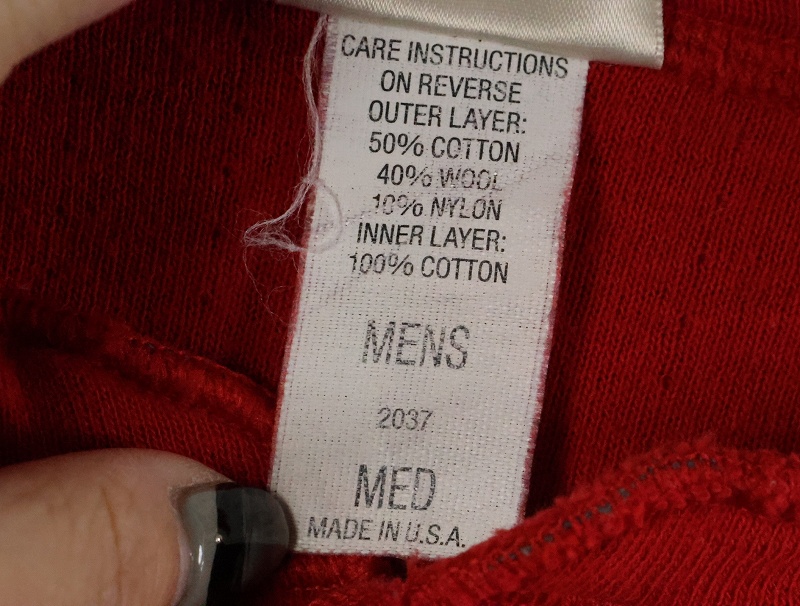 CARE INSTRUCTIONS
ON REVERSE
OUTER LAYER:
50% COTTON
40% WOOL
10% NYLON
INNER LAYER:
100% COTTON
MENS
2037
MED
MADE IN U.S.A.